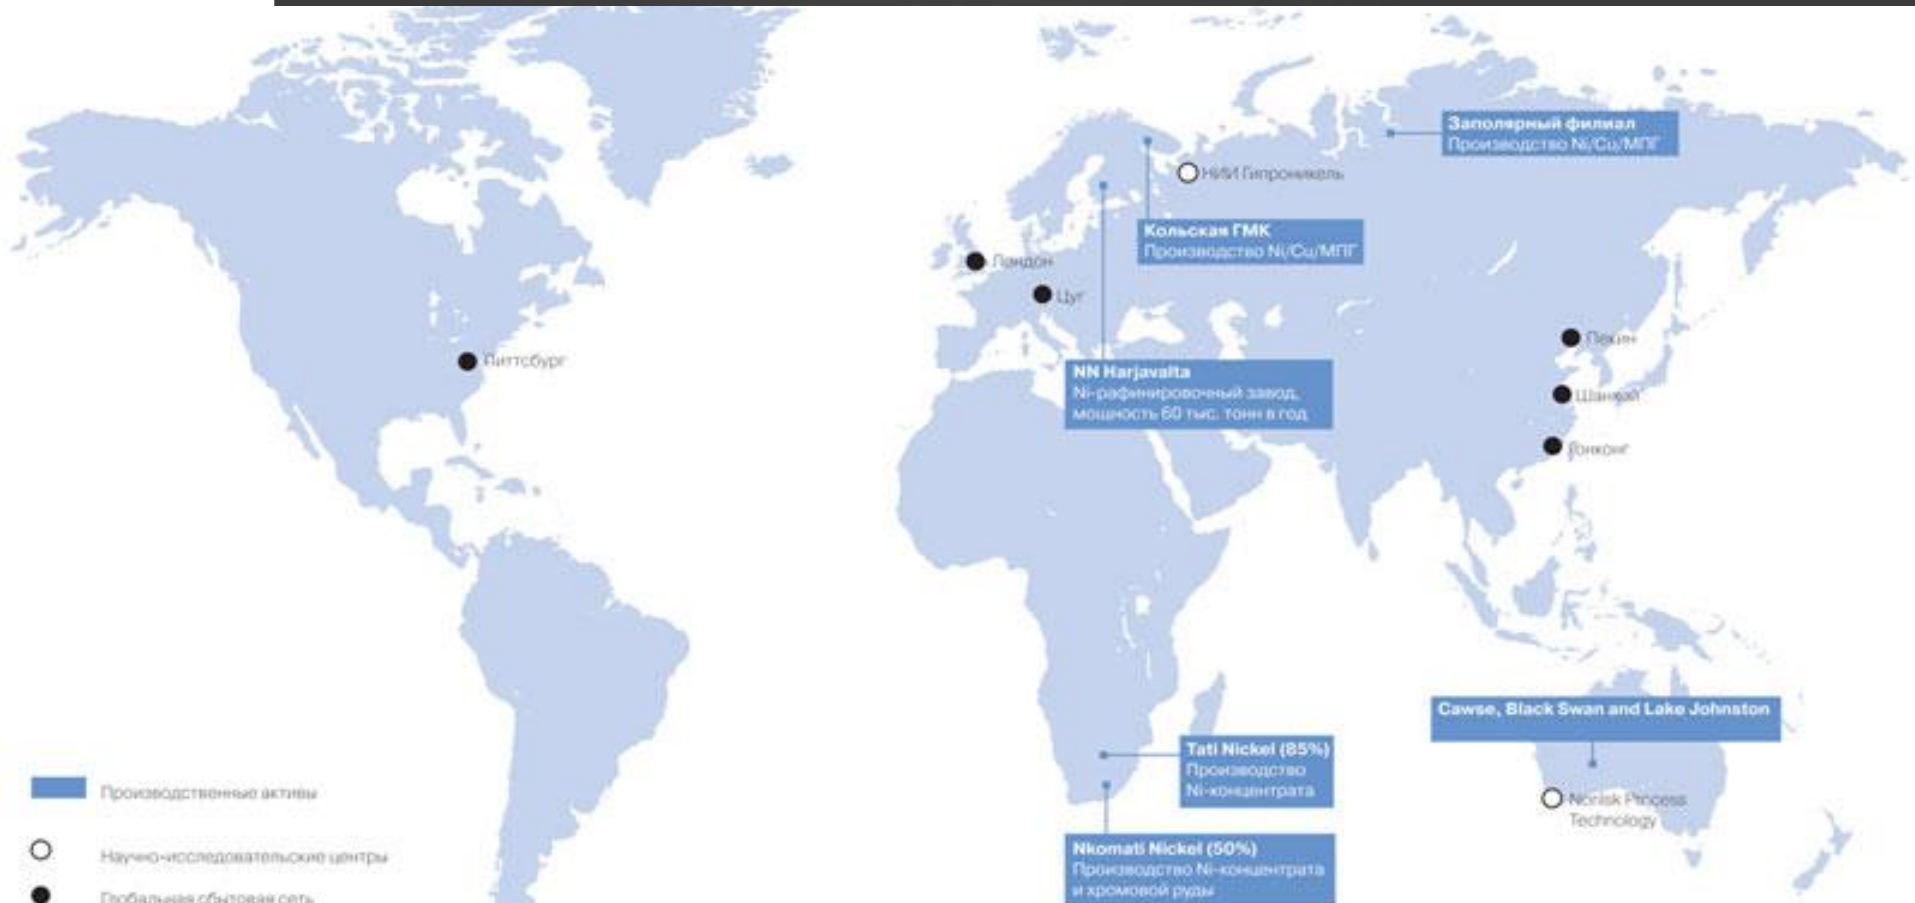 Заполярный филиал
Производство Ni/Cu/МПГ
НИИ Гипроникель
Кольская ГМК
Производство Ni/Cu/МПГ
Лондон
Цуг
Питтсбург
Пекин
Шанхай
Гонконг
NN Harjavalta
Ni-рафинировочный завод,
мощность 60 тыс. тонн в год
Cawse, Black Swan and Lake Johnston
Tati Nickel (85%)
Производство
Ni-концентрата
Norilsk Process
Technology
Nkomati Nickel (50%)
Производство Ni-концентрата
и хромовой руды
Производственные активы
Научно-исследовательские центры
Глобальная сбытовая сеть